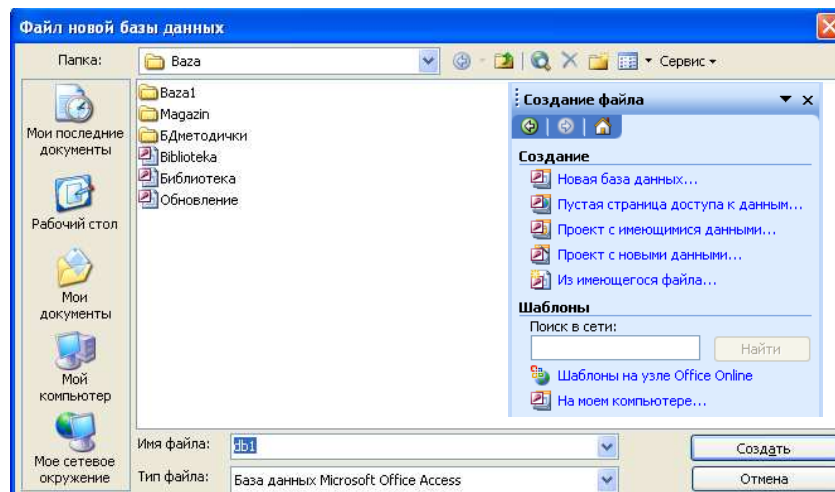 Файл новой базы данных
Папка:
Baza
Сервис
Мои последние
документы
Рабочий стол
Мои
документы
Мой
компьютер
Мое сетевое
окружение
Baza1
Magazin
БДметодички
Biblioteka
Библиотека
Обновление
Создание файла
Создание
Новая база данных...
Пустая страница доступа к данным...
Проект с имеющимися данными...
Проект с новыми данными...
Из имеющегося файла...
Шаблоны
Поиск в сети:
Найти
Шаблоны на узле Office Online
На моем компьютере...
Имя файла:
db1
Создать
Тип файла:
База данных Microsoft Office Access
Отмена